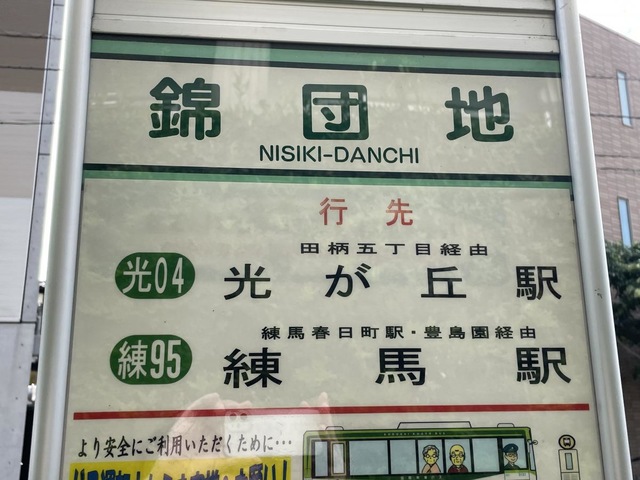 錦団地
NISIKI-DANCHI
行先
田柄五丁目経由
光04 光が丘駅
練馬春日町駅・豊島園経由
練95 練馬駅
より安全にご利用いただくために…